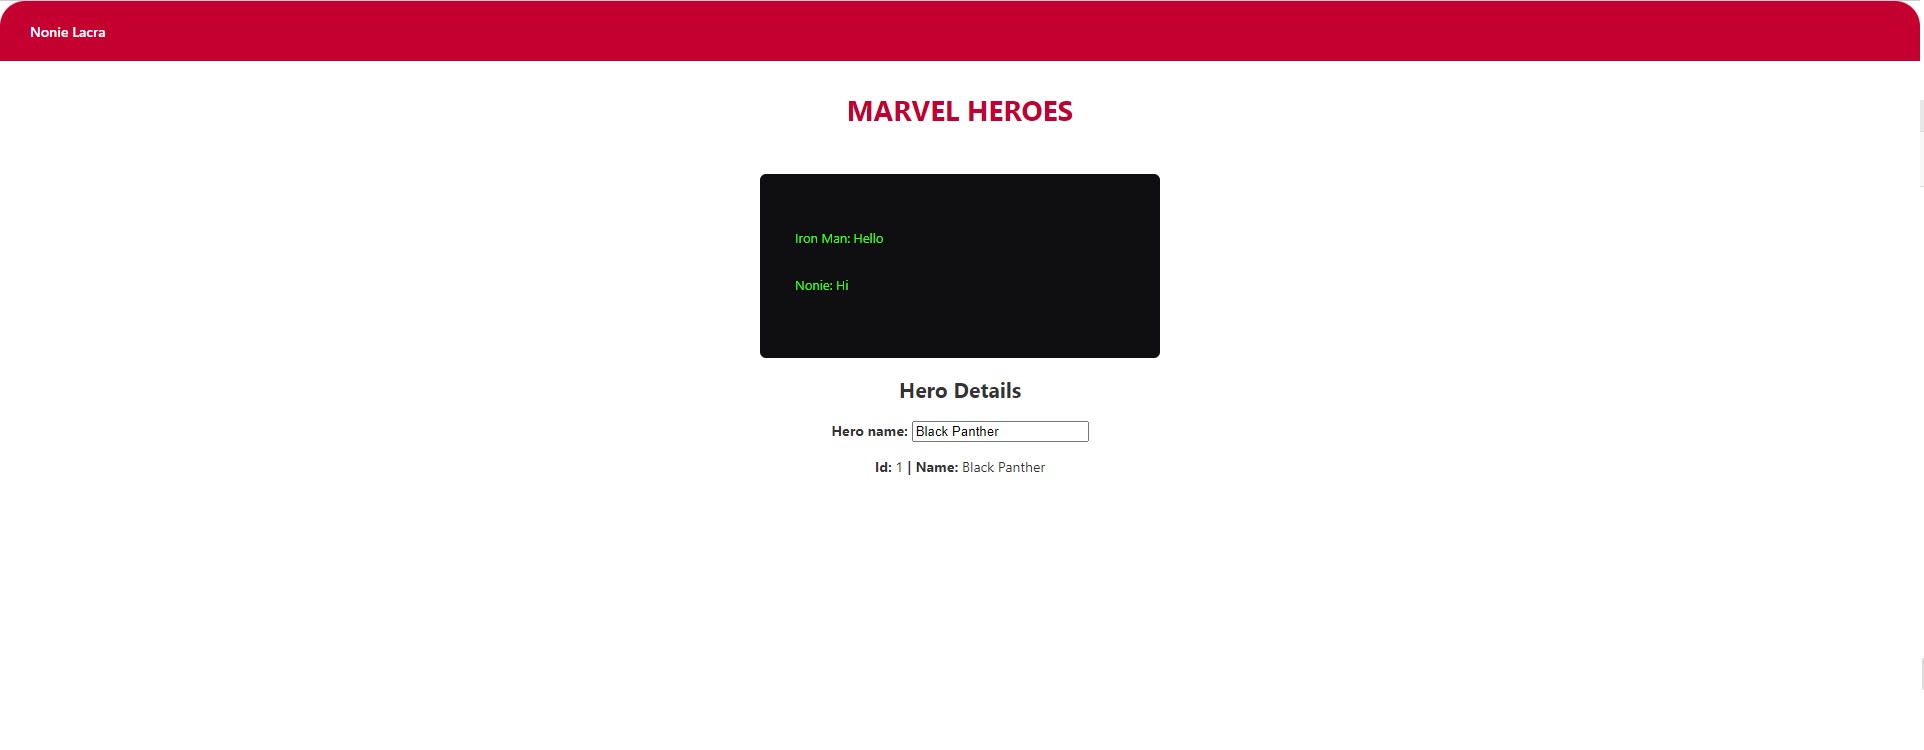 Nonie Lacra
MARVEL HEROES
Iron Man: Hello
Nonie: Hi
Hero Details
Hero name: Black Panther
Id: 1 | Name: Black Panther